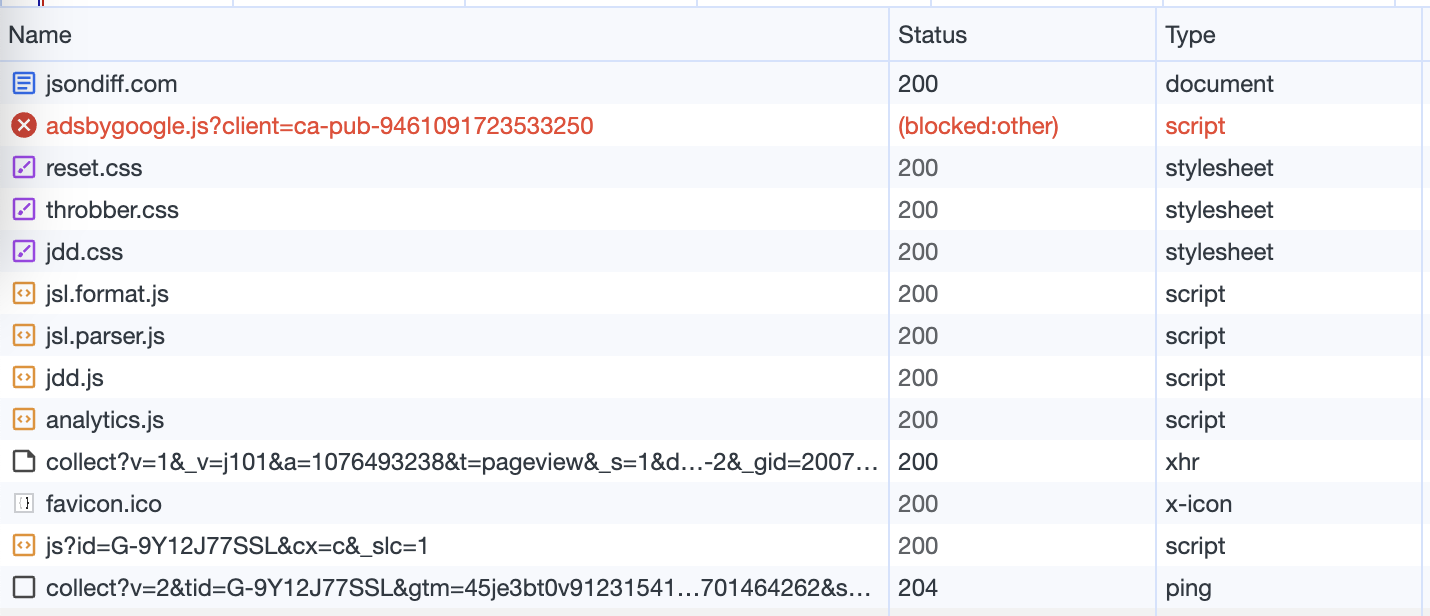 Name Status Type
jsondiff.com 200 document
adsbygoogle.js?client=ca-pub-9461091723533250 (blocked:other) script
reset.css 200 stylesheet
throbber.css 200 stylesheet
jdd.css 200 stylesheet
jsl.format.js 200 script
jsl.parser.js 200 script
jdd.js 200 script
analytics.js 200 script
collect?v=1&_v=j101&a=1076493238&t=pageview&_s=1&d…-2&_gid=2007… 200 xhr
favicon.ico 200 x-icon
js?id=G-9Y12J77SSL&cx=c&_slc=1 200 script
collect?v=2&tid=G-9Y12J77SSL&gtm=45je3bt0v91231541…701464262&s… 204 ping